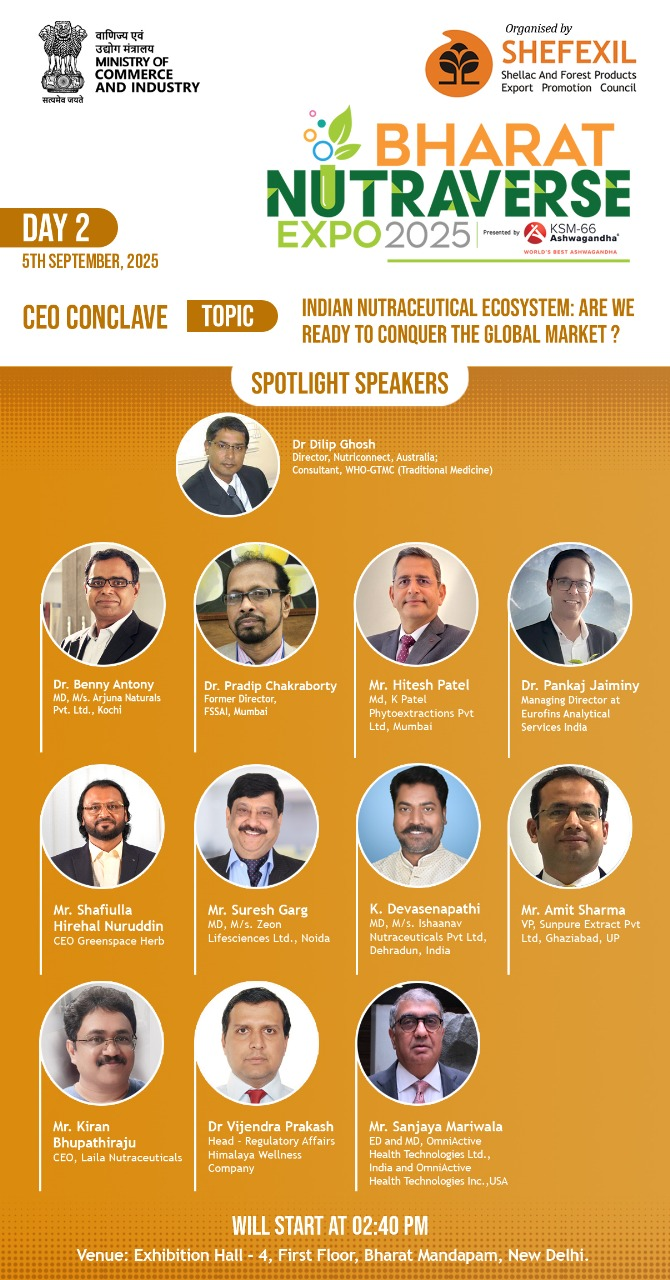 वाणिज्य एवं
उद्योग मंत्रालय
MINISTRY OF
COMMERCE
AND INDUSTRY
सत्यमेव जयते
Organised by
SHEFEXIL
Shellac And Forest Products
Export Promotion Council
BHARAT
NUTRAVERSE
EXPO 2025
Presented by
KSM-66
Ashwagandha®
WORLD'S BEST ASHWAGANDHA
DAY 2
5TH SEPTEMBER, 2025
CEO CONCLAVE
TOPIC
INDIAN NUTRACEUTICAL ECOSYSTEM: ARE WE
READY TO CONQUER THE GLOBAL MARKET ?
SPOTLIGHT SPEAKERS
Dr Dilip Ghosh
Director, Nutriconnect, Australia;
Consultant, WHO-GTMC (Traditional Medicine)
Dr. Benny Antony
MD, M/s. Arjuna Naturals
Pvt. Ltd., Kochi
Dr. Pradip Chakraborty
Former Director,
FSSAI, Mumbai
Mr. Hitesh Patel
Md, K Patel
Phytoextractions Pvt
Ltd, Mumbai
Dr. Pankaj Jaiminy
Managing Director at
Eurofins Analytical
Services India
Mr. Shafiulla
Hirehal Nuruddin
CEO Greenspace Herb
Mr. Suresh Garg
MD, M/s. Zeon
Lifesciences Ltd., Noida
K. Devasenapathi
MD, M/s. Ishaanav
Nutraceuticals Pvt Ltd,
Dehradun, India
Mr. Amit Sharma
VP, Sunpure Extract Pvt
Ltd, Ghaziabad, UP
Mr. Kiran
Bhupathiraju
CEO, Laila Nutraceuticals
Dr Vijendra Prakash
Head - Regulatory Affairs
Himalaya Wellness
Company
Mr. Sanjaya Mariwala
ED and MD, OmniActive
Health Technologies Ltd.,
India and OmniActive
Health Technologies Inc.,USA
WILL START AT 02:40 PM
Venue: Exhibition Hall – 4, First Floor, Bharat Mandapam, New Delhi.